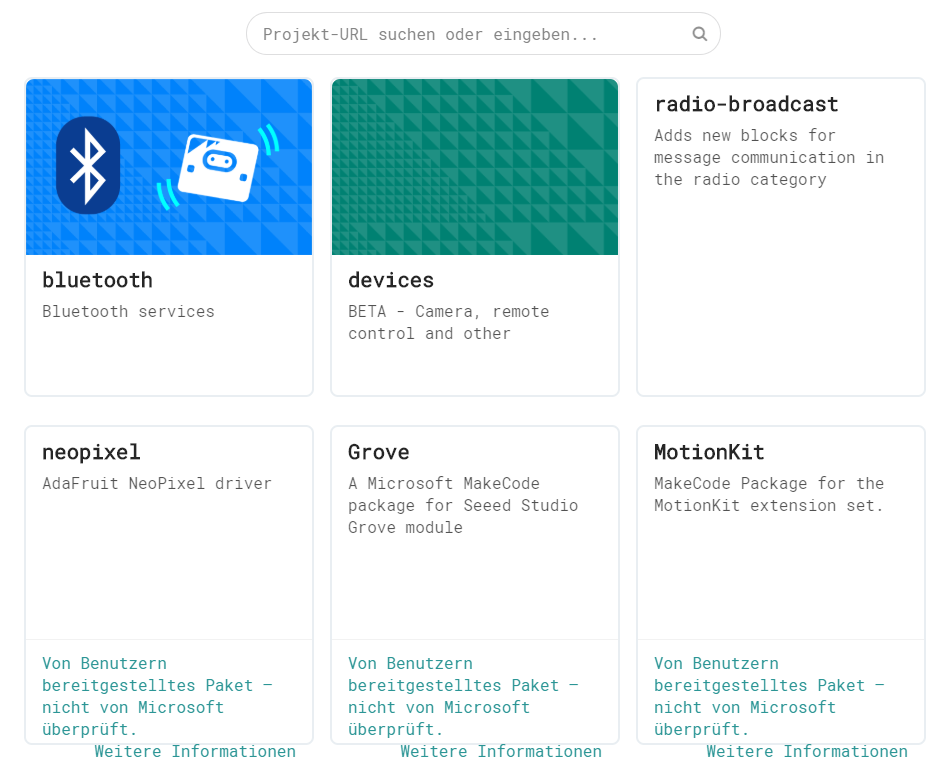 Projekt-URL suchen oder eingeben...
bluetooth
Bluetooth services
devices
BETA - Camera, remote
control and other
radio-broadcast
Adds new blocks for
message communication in
the radio category
neopixel
AdaFruit NeoPixel driver
Von Benutzern
bereitgestelltes Paket –
nicht von Microsoft
überprüft.
Weitere Informationen
Grove
A Microsoft MakeCode
package for Seeed Studio
Grove module
Von Benutzern
bereitgestelltes Paket –
nicht von Microsoft
überprüft.
Weitere Informationen
MotionKit
MakeCode Package for the
MotionKit extension set.
Von Benutzern
bereitgestelltes Paket –
nicht von Microsoft
überprüft.
Weitere Informationen